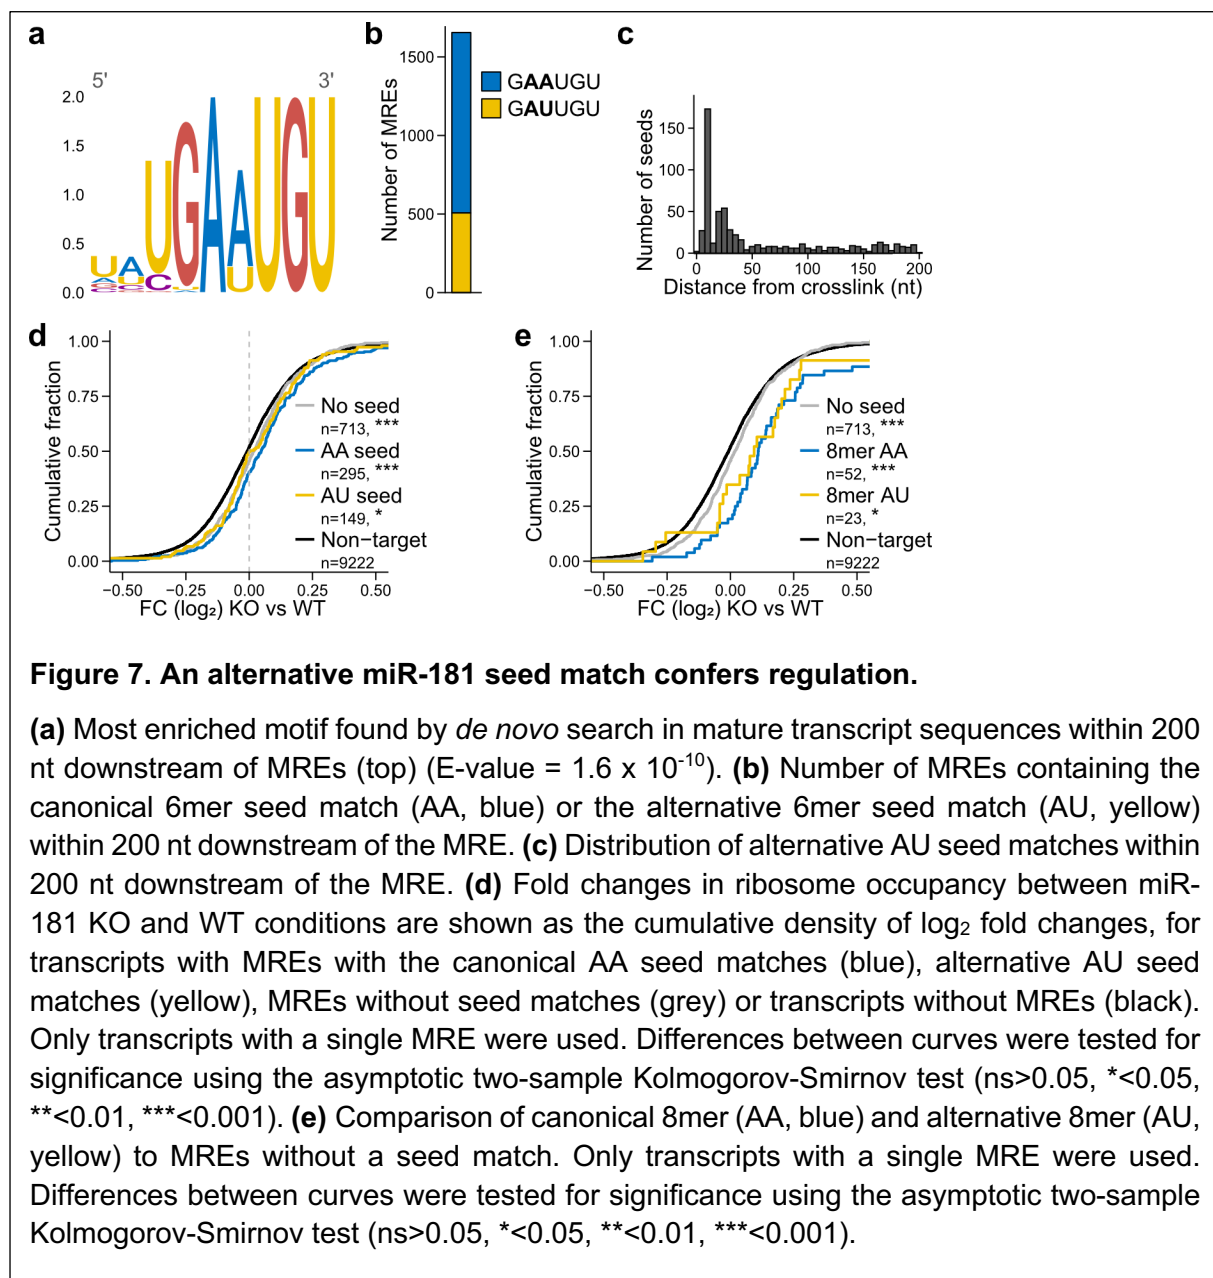 a
5'
3'
2.0
1.5
1.0
0.5
0.0
UAUGAAUGU
b
Number of MREs
1500
1000
500
0
GAAUGU
GAUUGU
c
Number of seeds
150
100
50
0
0 50 100 150 200
Distance from crosslink (nt)
d
Cumulative fraction
1.00
0.75
0.50
0.25
0.00
No seed
n=713, ***
AA seed
n=295, ***
AU seed
n=149, *
Non−target
n=9222
−0.50 −0.25 0.00 0.25 0.50
FC (log₂) KO vs WT
e
Cumulative fraction
1.00
0.75
0.50
0.25
0.00
No seed
n=713, ***
8mer AA
n=52, ***
8mer AU
n=23, *
Non−target
n=9222
−0.50 −0.25 0.00 0.25 0.50
FC (log₂) KO vs WT
Figure 7. An alternative miR-181 seed match confers regulation.
(a) Most enriched motif found by de novo search in mature transcript sequences within 200
nt downstream of MREs (top) (E-value = 1.6 x 10⁻¹⁰). (b) Number of MREs containing the
canonical 6mer seed match (AA, blue) or the alternative 6mer seed match (AU, yellow)
within 200 nt downstream of the MRE. (c) Distribution of alternative AU seed matches within
200 nt downstream of the MRE. (d) Fold changes in ribosome occupancy between miR-
181 KO and WT conditions are shown as the cumulative density of log₂ fold changes, for
transcripts with MREs with the canonical AA seed matches (blue), alternative AU seed
matches (yellow), MREs without seed matches (grey) or transcripts without MREs (black).
Only transcripts with a single MRE were used. Differences between curves were tested for
significance using the asymptotic two-sample Kolmogorov-Smirnov test (ns>0.05, *<0.05,
**<0.01, ***<0.001). (e) Comparison of canonical 8mer (AA, blue) and alternative 8mer (AU,
yellow) to MREs without a seed match. Only transcripts with a single MRE were used.
Differences between curves were tested for significance using the asymptotic two-sample
Kolmogorov-Smirnov test (ns>0.05, *<0.05, **<0.01, ***<0.001).